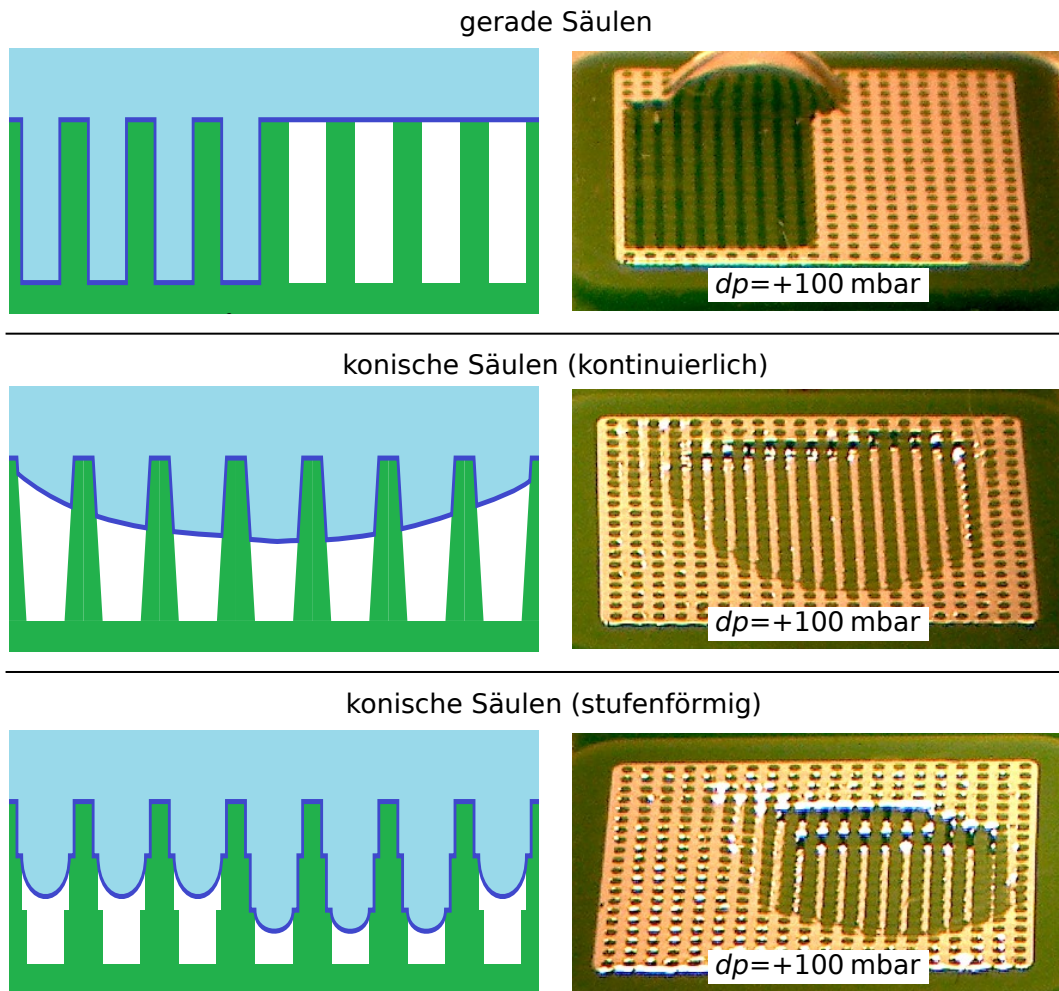 gerade Säulen
dp=+100 mbar
konische Säulen (kontinuierlich)
dp=+100 mbar
konische Säulen (stufenförmig)
dp=+100 mbar